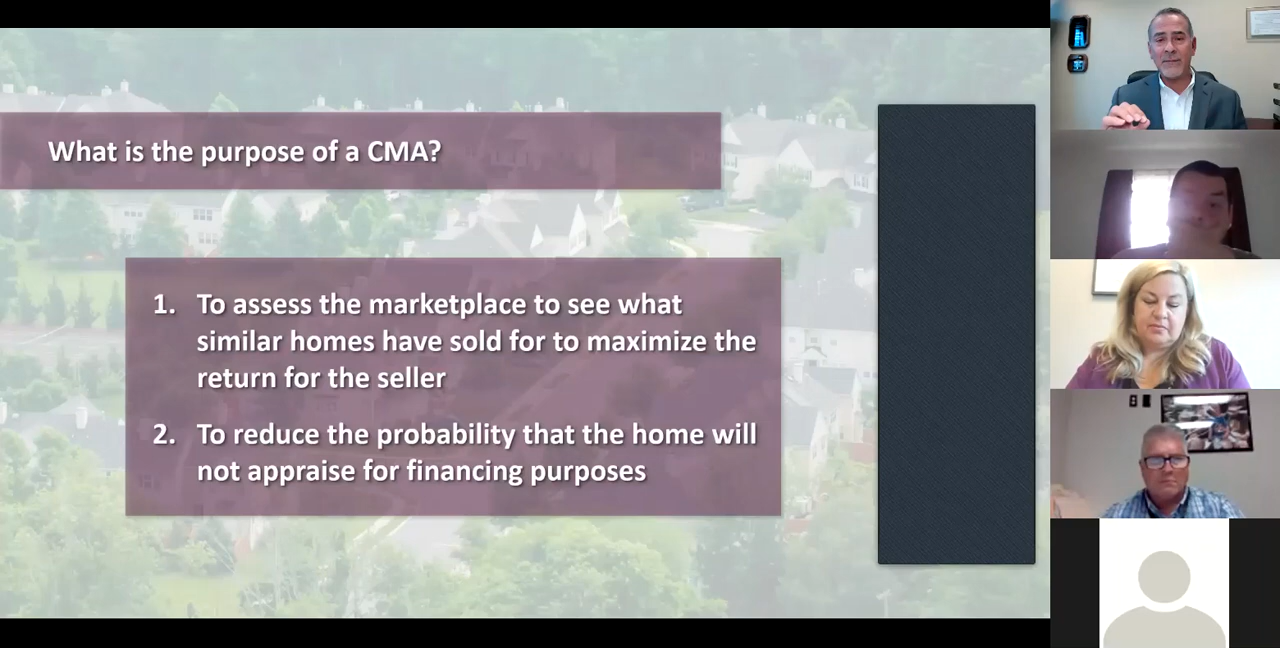 What is the purpose of a CMA?
1. To assess the marketplace to see what
similar homes have sold for to maximize the
return for the seller
2. To reduce the probability that the home will
not appraise for financing purposes